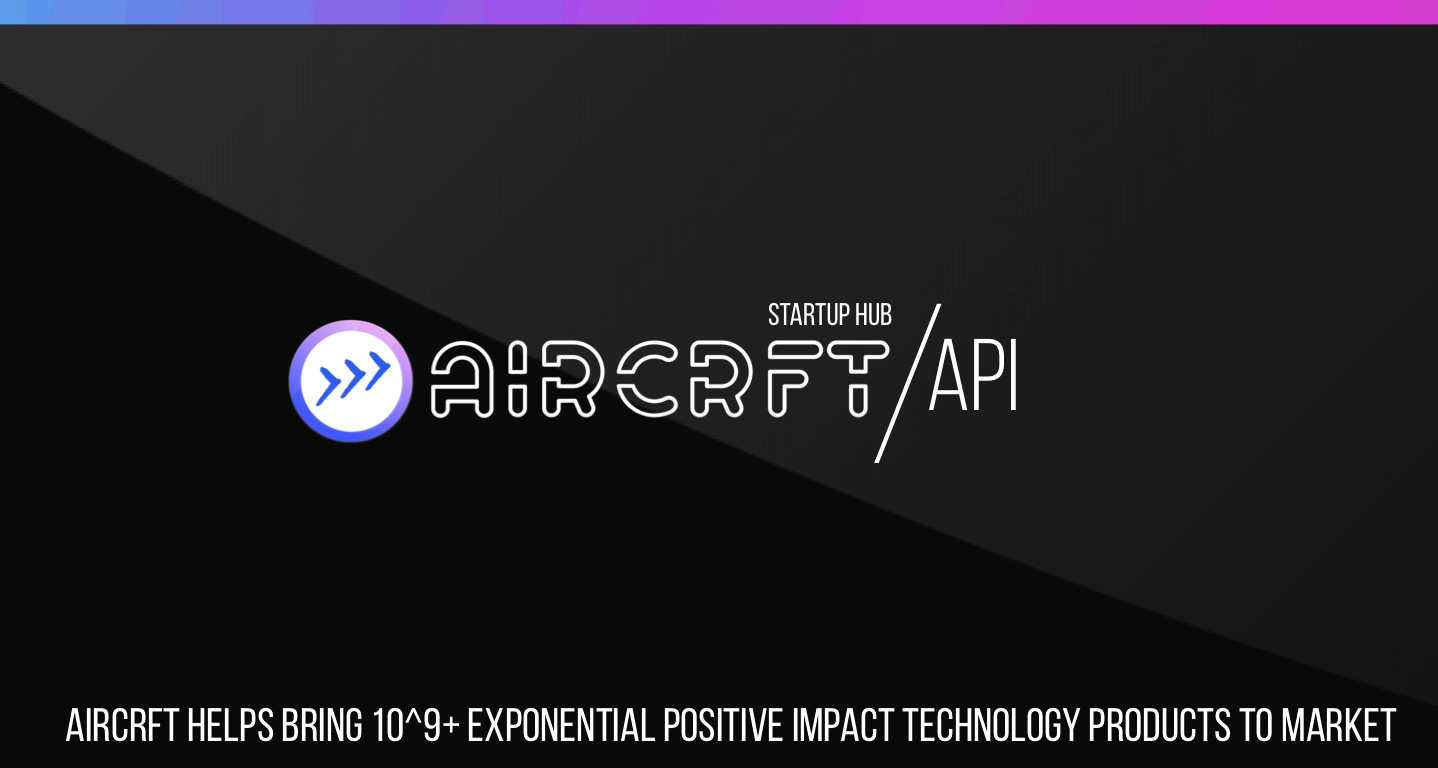 STARTUP HUB
AIRCRFT/API
AIRCRFT HELPS BRING 10^9+ EXPONENTIAL POSITIVE IMPACT TECHNOLOGY PRODUCTS TO MARKET